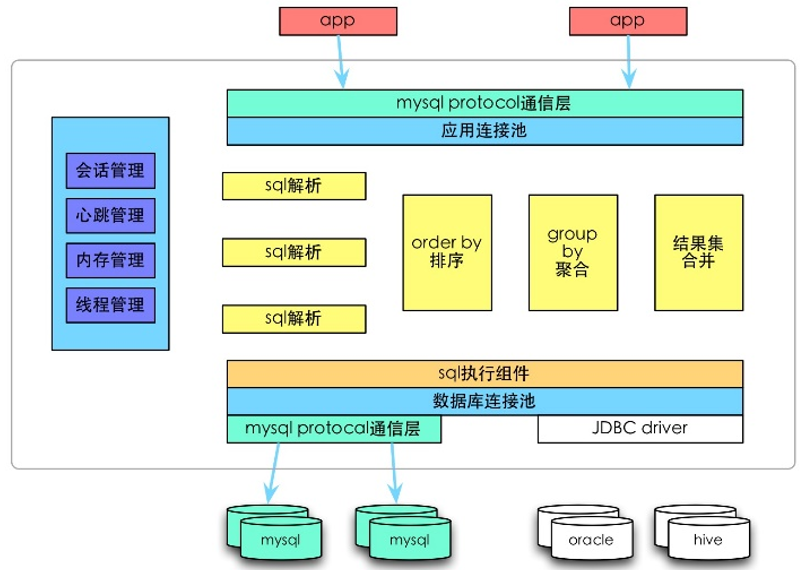 app
app
mysql protocol通信层
应用连接池
会话管理
心跳管理
内存管理
线程管理
sql解析
sql解析
sql解析
order by
排序
group
by
聚合
结果集
合并
sql执行组件
数据库连接池
mysql protocal通信层
JDBC driver
mysql
mysql
oracle
hive